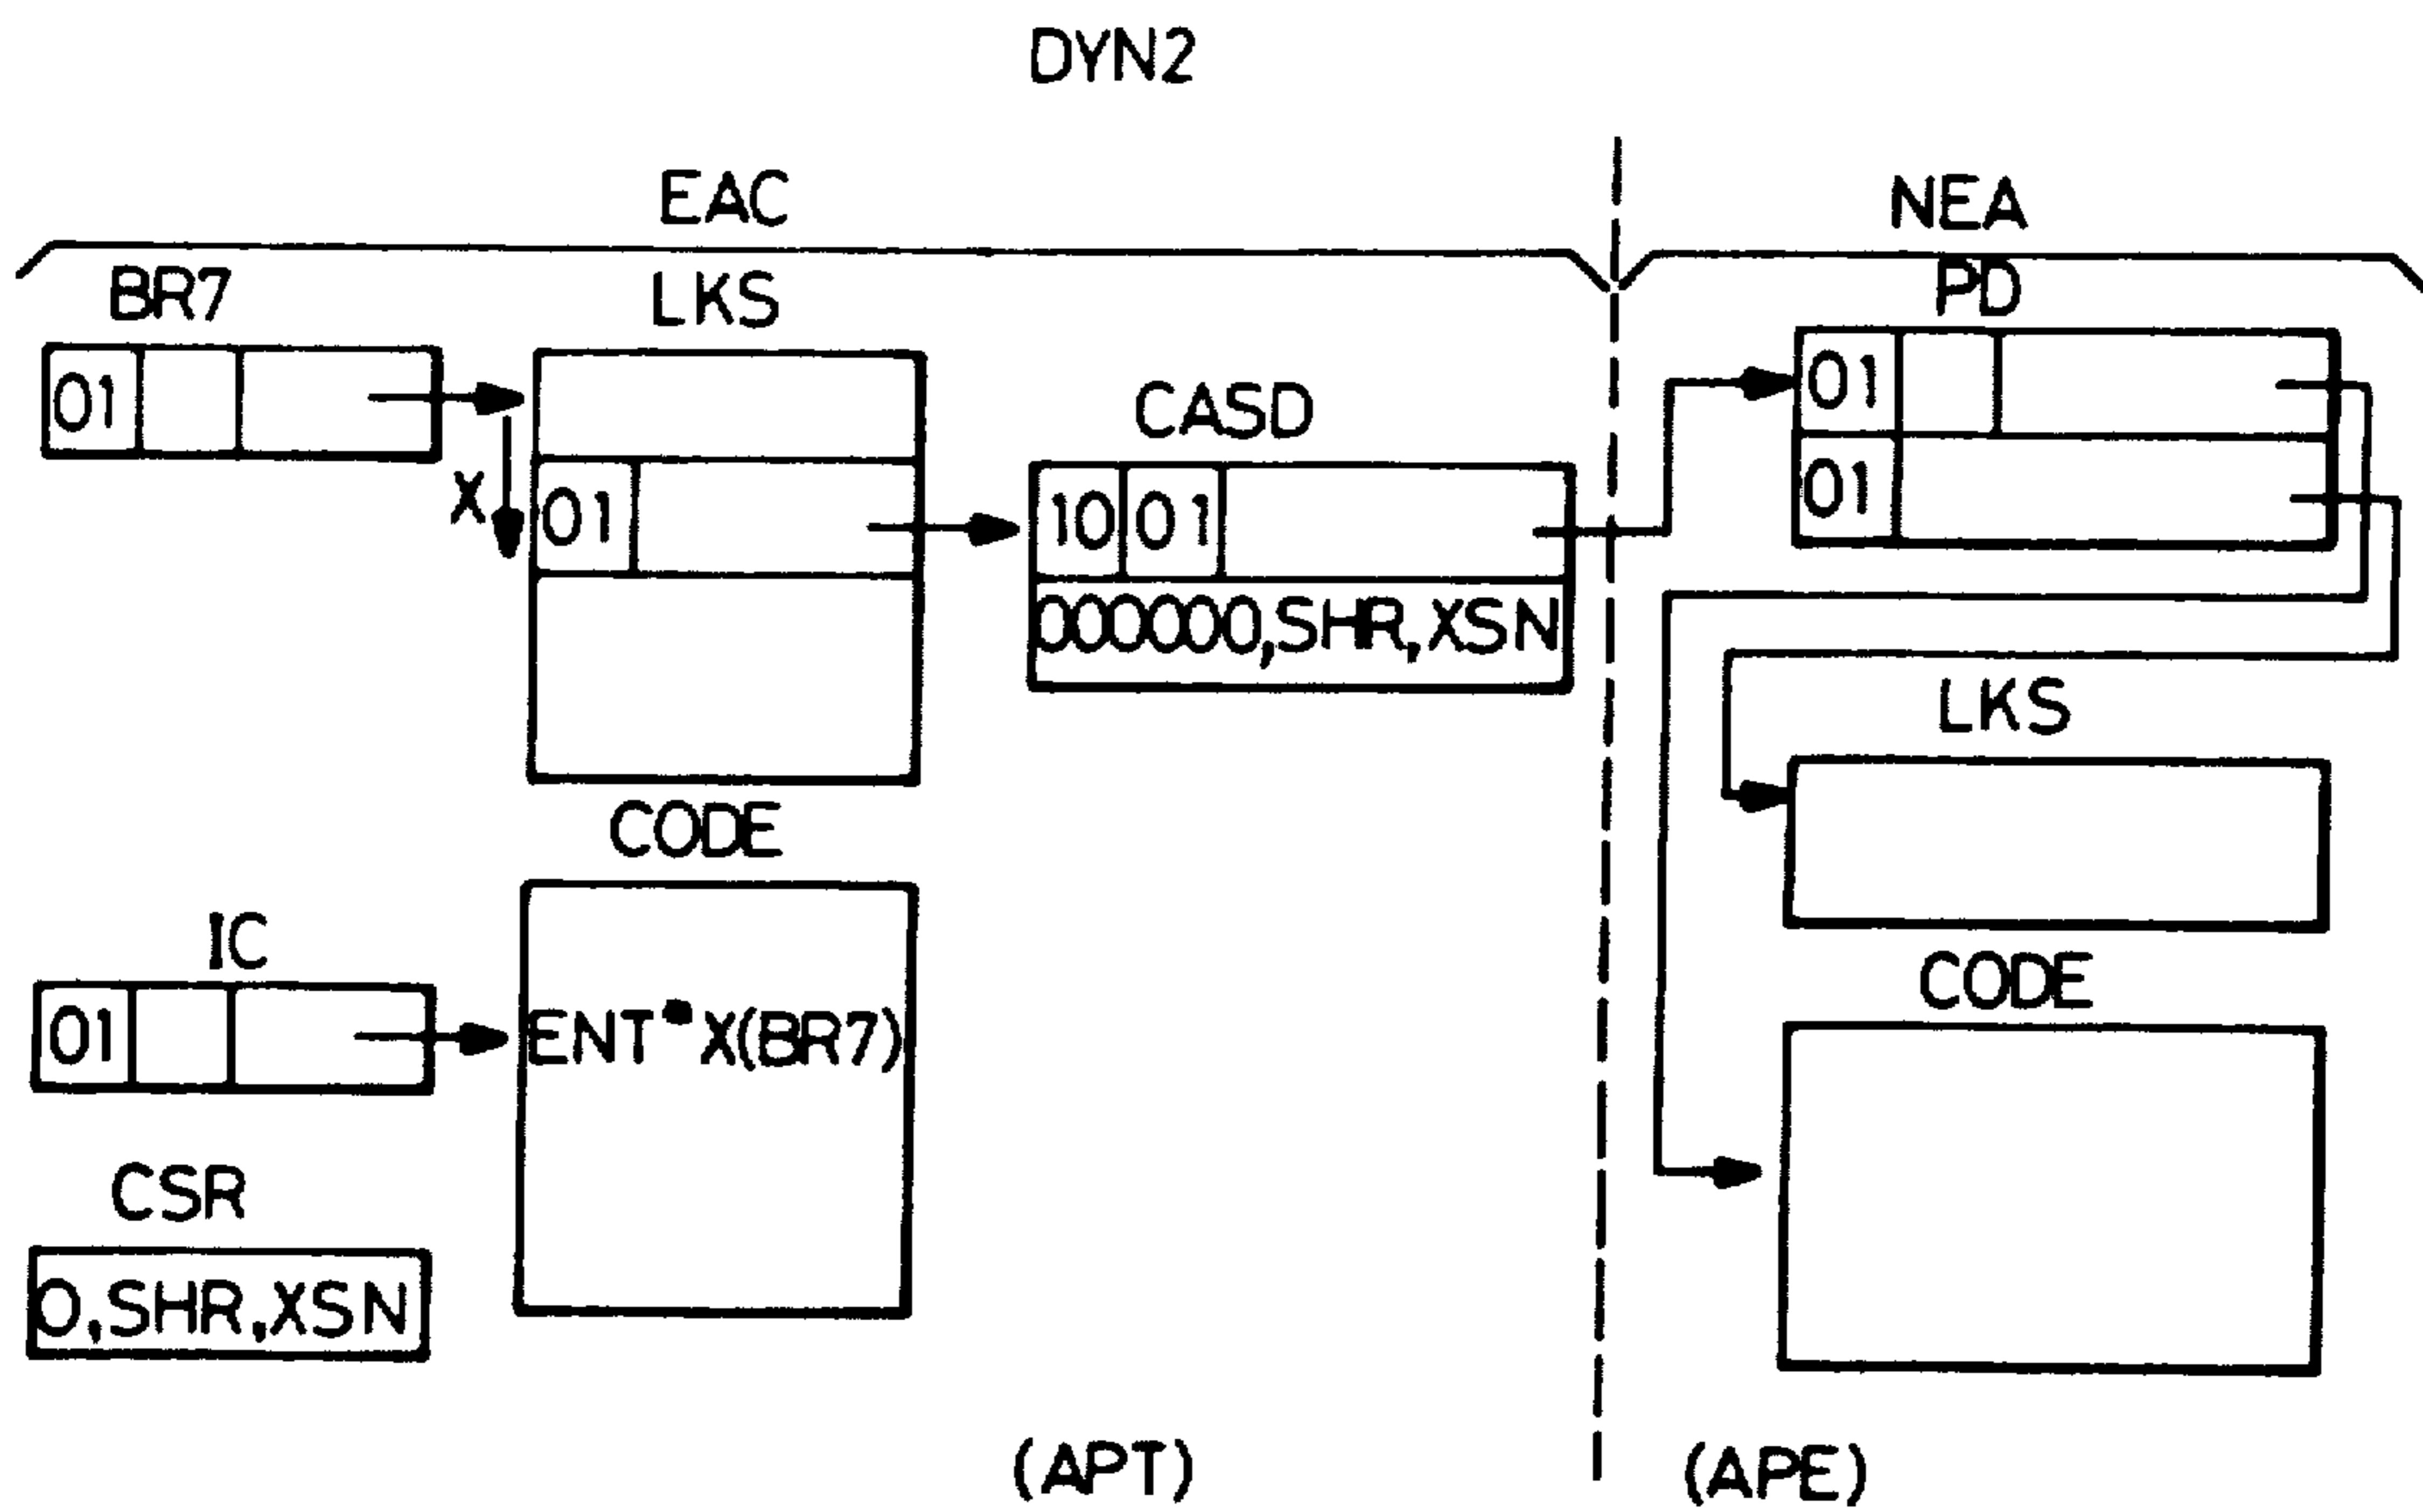 DYN2
EAC
NEA
BR7
LKS
PD
01
01
CASD
01
01
X
01
10 01
000000,SHR,XSN
LKS
CODE
CODE
IC
ENT X(BR7)
01
CSR
0,SHR,XSN
(APT)
(APE)